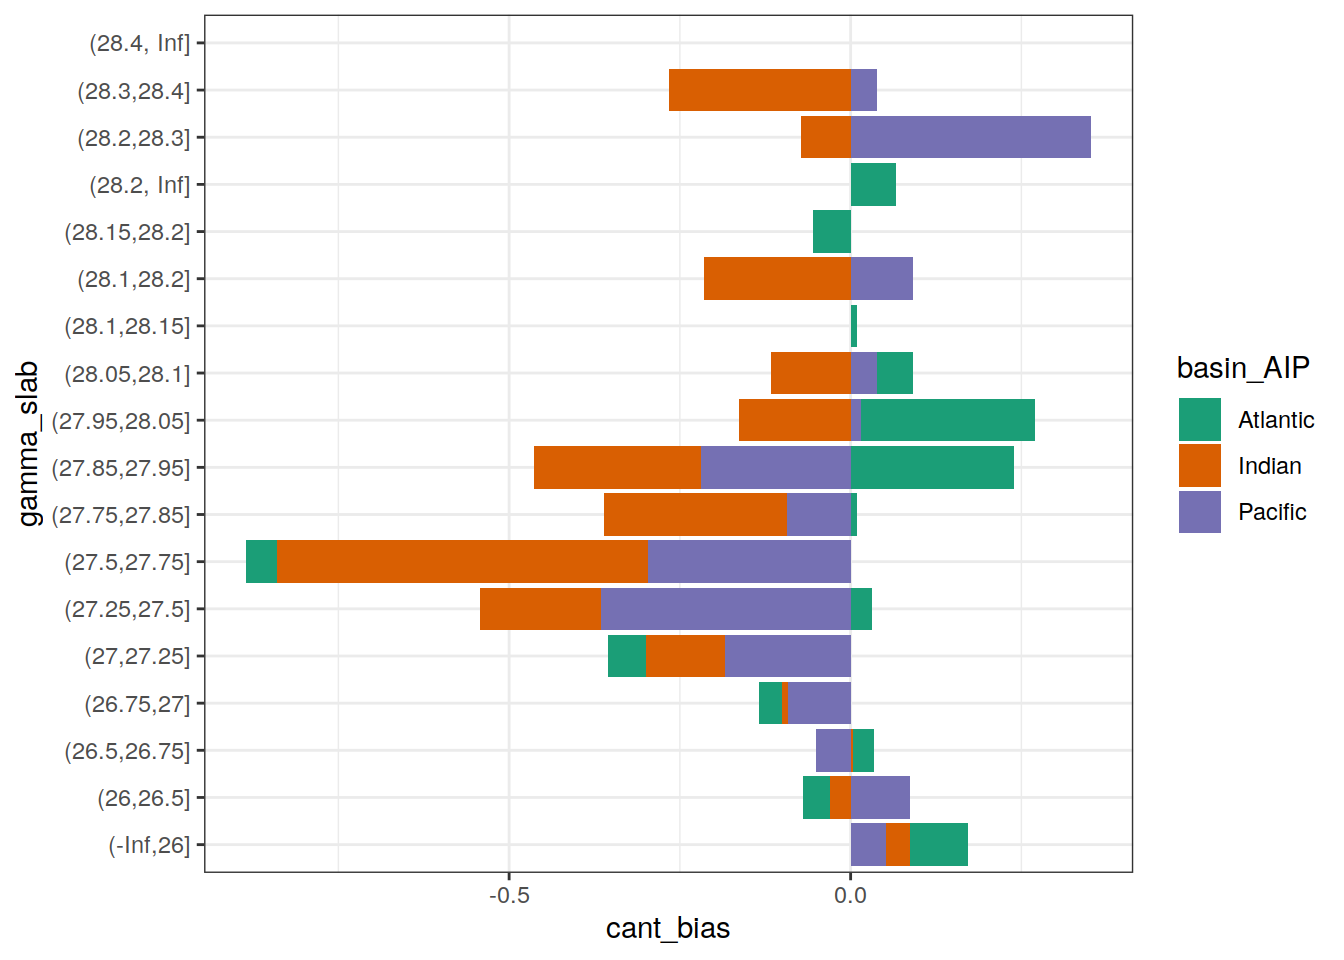 (28.4, Inf]
(28.3,28.4]
(28.2,28.3]
(28.2, Inf]
(28.15,28.2]
(28.1,28.2]
(28.1,28.15]
(28.05,28.1]
(27.95,28.05]
(27.85,27.95]
(27.75,27.85]
(27.5,27.75]
(27.25,27.5]
(27,27.25]
(26.75,27]
(26.5,26.75]
(26,26.5]
(-Inf,26]
gamma_slab
-0.5
0.0
cant_bias
basin_AIP
Atlantic
Indian
Pacific